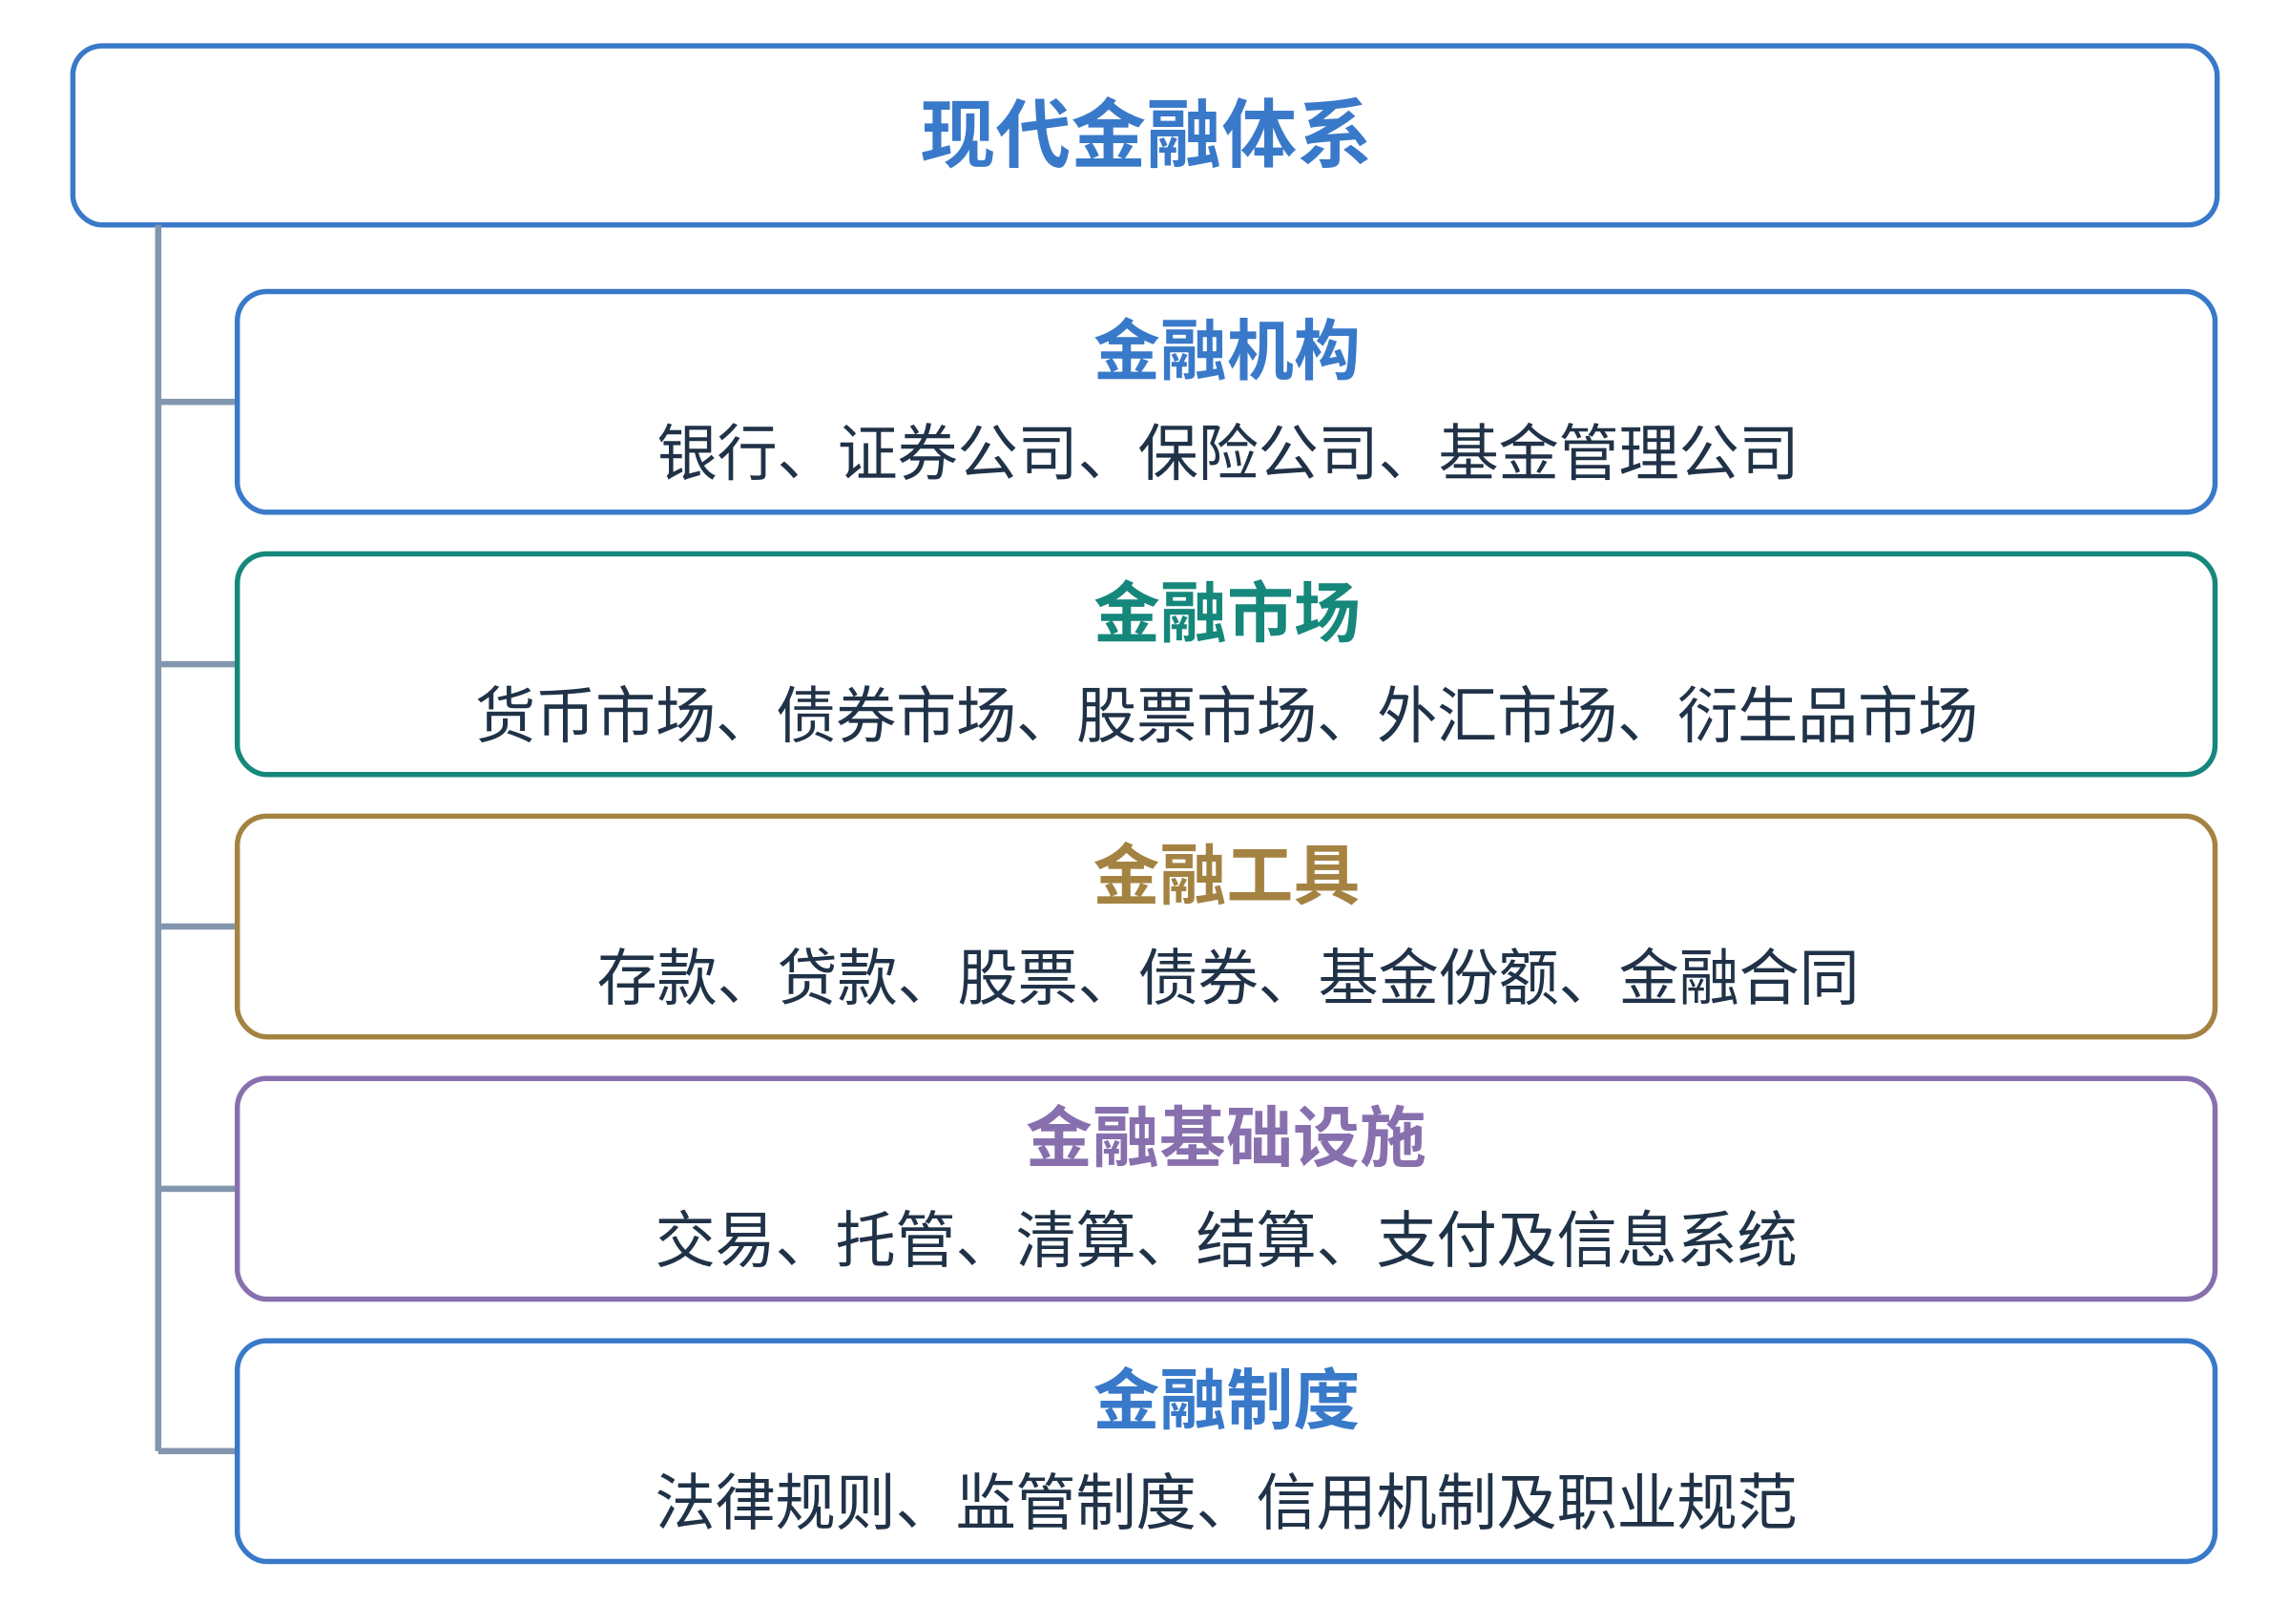 现代金融体系
金融机构
银行、证券公司、保险公司、基金管理公司
金融市场
货币市场、债券市场、股票市场、外汇市场、衍生品市场
金融工具
存款、贷款、股票、债券、基金份额、金融合同
金融基础设施
交易、托管、清算、结算、支付及信息系统
金融制度
法律规则、监管制度、信用机制及职业规范